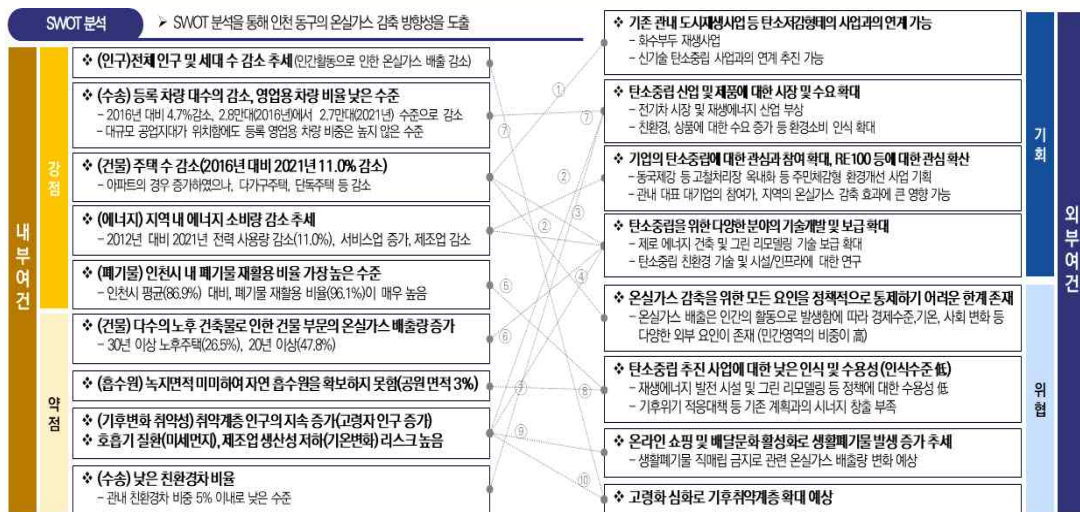 SWOT 분석
➤ SWOT 분석을 통해 인천 동구의 온실가스 감축 방향성을 도출
내부여건
강점
❖ (인구)전체 인구 및 세대 수 감소 추세(인간활동으로 인한 온실가스 배출 감소)
❖ (수송) 등록 차량 대수의 감소, 영업용 차량 비율 낮은 수준
- 2016년 대비 4.7%감소, 2.8만대(2016년)에서 2.7만대(2021년) 수준으로 감소
- 대규모 공업지대가 위치함에도 등록 영업용 차량 비중은 높지 않은 수준
❖ (건물) 주택 수 감소(2016년 대비 2021년 11.0% 감소)
- 아파트의 경우 증가하였으나, 다가구주택, 단독주택 등 감소
❖ (에너지) 지역 내 에너지 소비량 감소 추세
- 2012년 대비 2021년 전력 사용량 감소(11.0%), 서비스업 증가, 제조업 감소
❖ (폐기물) 인천시 내 폐기물 재활용 비율 가장 높은 수준
- 인천시 평균(86.9%) 대비, 폐기물 재활용 비율(96.1%)이 매우 높음
약점
❖ (건물) 다수의 노후 건축물로 인한 건물 부문의 온실가스 배출량 증가
- 30년 이상 노후주택(26.5%), 20년 이상(47.8%)
❖ (흡수원) 녹지면적 미미하여 자연 흡수원을 확보하지 못함(공원 면적 3%)
❖ (기후변화 취약성) 취약계층 인구의 지속 증가(고령자 인구 증가)
❖ 호흡기 질환(미세먼지), 제조업 생산성 저하(기온변화) 리스크 높음
❖ (수송) 낮은 친환경차 비율
- 관내 친환경차 비중 5% 이내로 낮은 수준
①
⑦
⑦
②
③
②
④
⑤
⑥
⑧
⑨
⑩
❖ 기존 관내 도시재생사업 등 탄소저감형태의 사업과의 연계 가능
- 화수부두 재생사업
- 신기술 탄소중립 사업과의 연계 추진 가능
❖ 탄소중립 산업 및 제품에 대한 시장 및 수요 확대
- 전기차 시장 및 재생에너지 산업 부상
- 친환경, 상품에 대한 수요 증가 등 환경소비 인식 확대
❖ 기업의 탄소중립에 대한 관심과 참여 확대, RE100 등에 대한 관심 확산
- 동국제강 등 고철처리장 옥내화 등 주민체감형 환경개선 사업 기획
- 관내 대표 대기업의 참여가, 지역의 온실가스 감축 효과에 큰 영향 가능
❖ 탄소중립을 위한 다양한 분야의 기술개발 및 보급 확대
- 제로 에너지 건축 및 그린 리모델링 기술 보급 확대
- 탄소중립 친환경 기술 및 시설/인프라에 대한 연구
❖ 온실가스 감축을 위한 모든 요인을 정책적으로 통제하기 어려운 한계 존재
- 온실가스 배출은 인간의 활동으로 발생함에 따라 경제수준,기온, 사회 변화 등
다양한 외부 요인이 존재 (민간영역의 비중이 高)
❖ 탄소중립 추진 사업에 대한 낮은 인식 및 수용성 (인식수준 低)
- 재생에너지 발전 시설 및 그린 리모델링 등 정책에 대한 수용성 低
- 기후위기 적응대책 등 기존 계획과의 시너지 창출 부족
❖ 온라인 쇼핑 및 배달문화 활성화로 생활폐기물 발생 증가 추세
- 생활폐기물 직매립 금지로 관련 온실가스 배출량 변화 예상
❖ 고령화 심화로 기후취약계층 확대 예상
기회
위협
외부여건